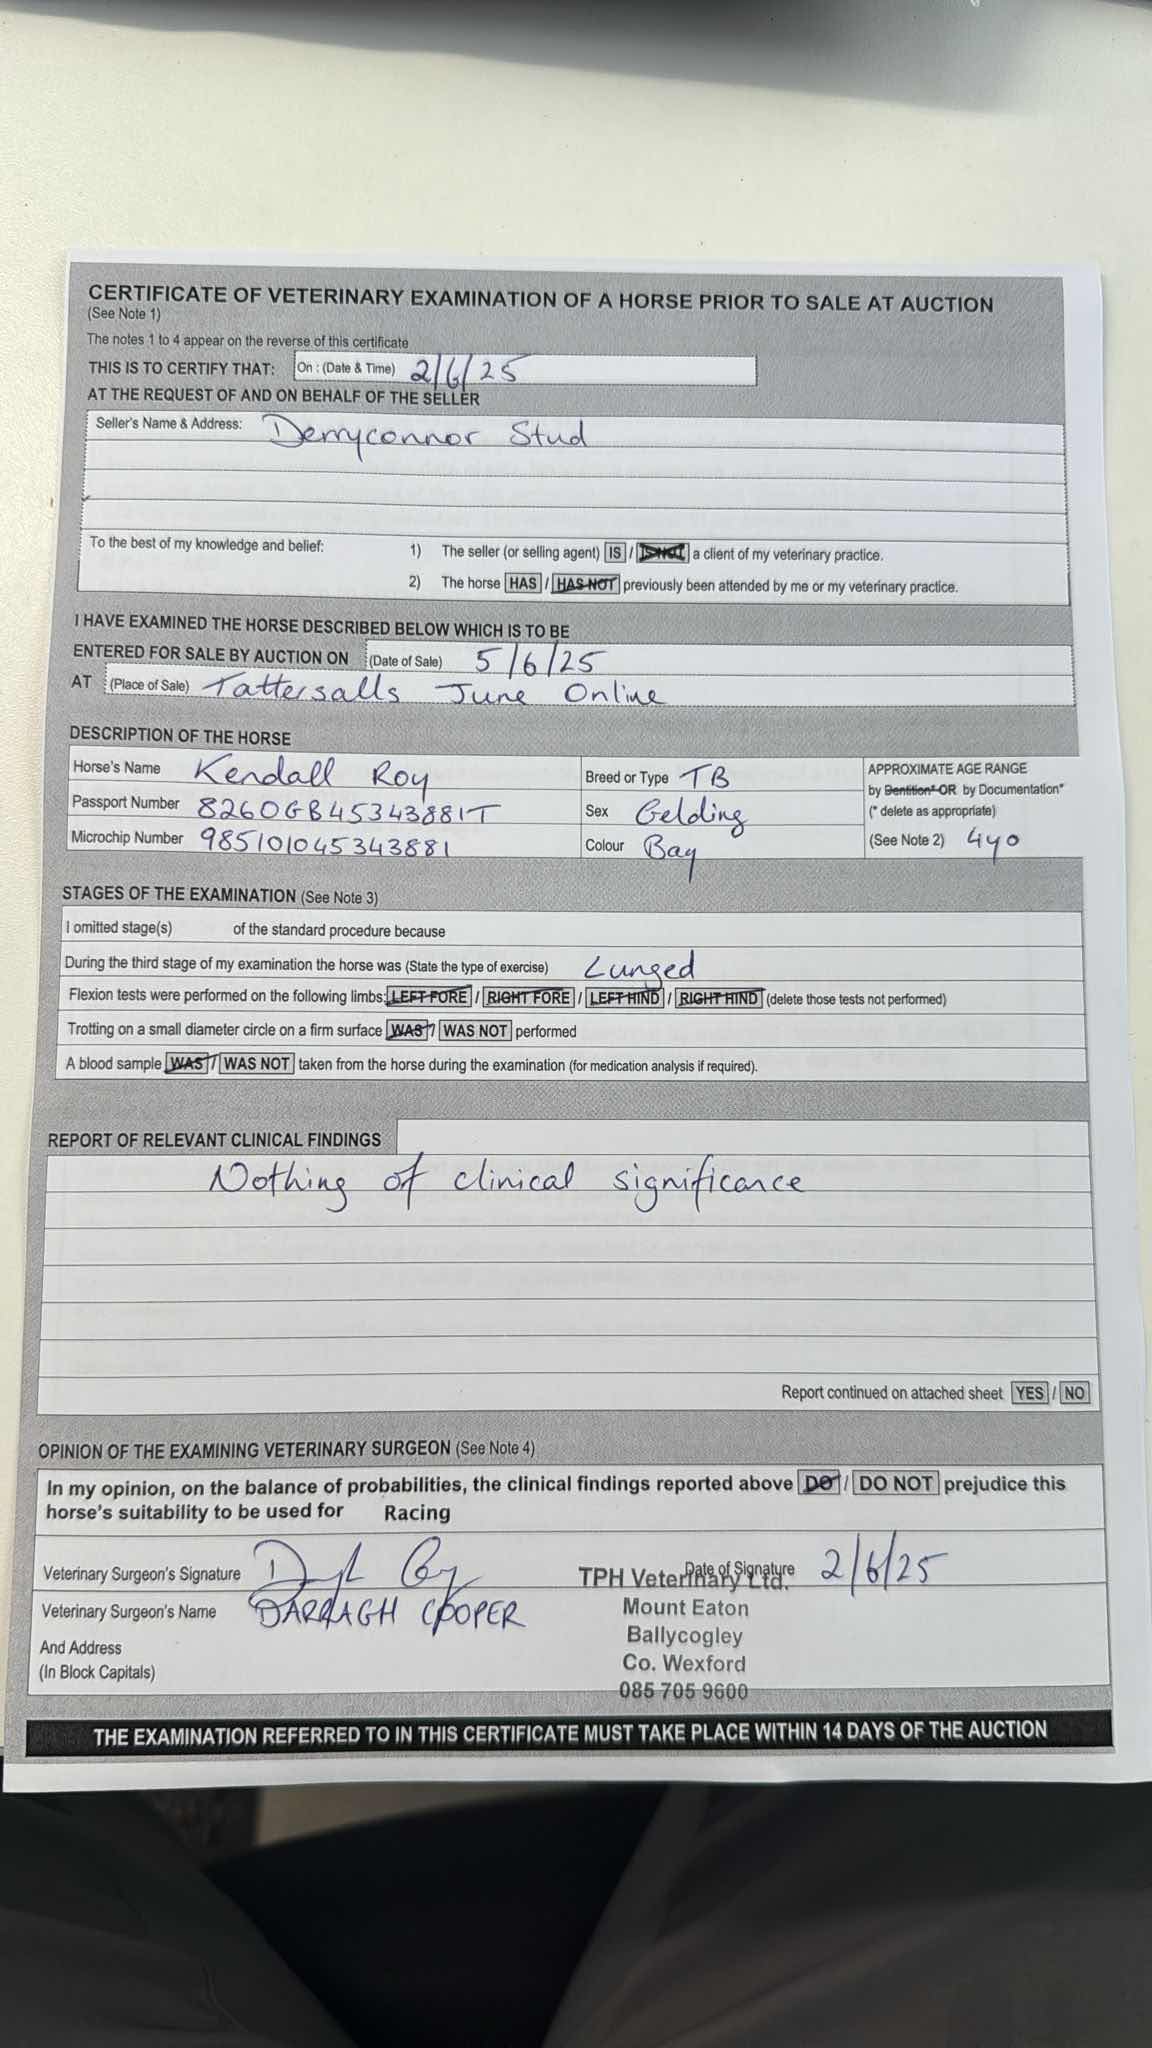 CERTIFICATE OF VETERINARY EXAMINATION OF A HORSE PRIOR TO SALE AT AUCTION
(See Note 1)
The notes 1 to 4 appear on the reverse of this certificate
THIS IS TO CERTIFY THAT: On : (Date & Time) 2/6/25
AT THE REQUEST OF AND ON BEHALF OF THE SELLER
Seller's Name & Address: Derryconnor Stud
To the best of my knowledge and belief: 1) The seller (or selling agent) IS / IS NOT a client of my veterinary practice.
2) The horse HAS / HAS NOT previously been attended by me or my veterinary practice.
I HAVE EXAMINED THE HORSE DESCRIBED BELOW WHICH IS TO BE
ENTERED FOR SALE BY AUCTION ON (Date of Sale) 5/6/25
AT (Place of Sale) Tattersalls June Online
DESCRIPTION OF THE HORSE
Horse's Name Kendall Roy Breed or Type TB APPROXIMATE AGE RANGE
by Dentition* OR by Documentation*
Passport Number 8260GB45343881T Sex Gelding (* delete as appropriate)
Microchip Number 985101045343881 Colour Bay (See Note 2) 4yo
STAGES OF THE EXAMINATION (See Note 3)
I omitted stage(s) of the standard procedure because
During the third stage of my examination the horse was (State the type of exercise) Lunged
Flexion tests were performed on the following limbs: LEFT FORE / RIGHT FORE / LEFT HIND / RIGHT HIND (delete those tests not performed)
Trotting on a small diameter circle on a firm surface WAS / WAS NOT performed
A blood sample WAS / WAS NOT taken from the horse during the examination (for medication analysis if required).
REPORT OF RELEVANT CLINICAL FINDINGS
Nothing of clinical significance
Report continued on attached sheet YES / NO
OPINION OF THE EXAMINING VETERINARY SURGEON (See Note 4)
In my opinion, on the balance of probabilities, the clinical findings reported above DO / DO NOT prejudice this
horse's suitability to be used for Racing
Veterinary Surgeon's Signature Date of Signature 2/6/25
TPH Veterinary Ltd.
Veterinary Surgeon's Name DARRAGH COOPER Mount Eaton
Ballycogley
And Address
Co. Wexford
(In Block Capitals)
085 705 9600
THE EXAMINATION REFERRED TO IN THIS CERTIFICATE MUST TAKE PLACE WITHIN 14 DAYS OF THE AUCTION